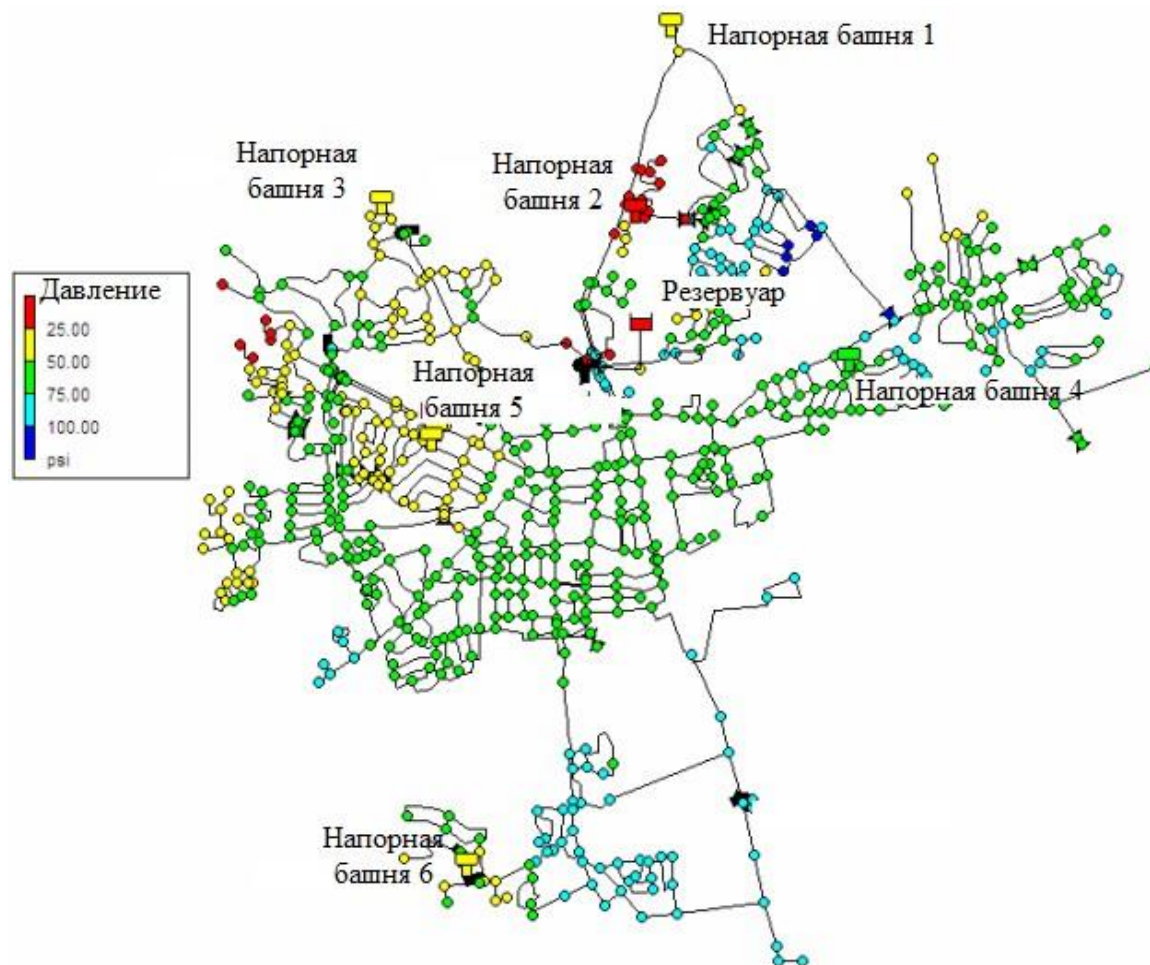 Напорная башня 1
Напорная
башня 3
Напорная
башня 2
Давление
25.00
50.00
75.00
100.00
psi
Резервуар
Напорная
башня 5
Напорная башня 4
Напорная
башня 6